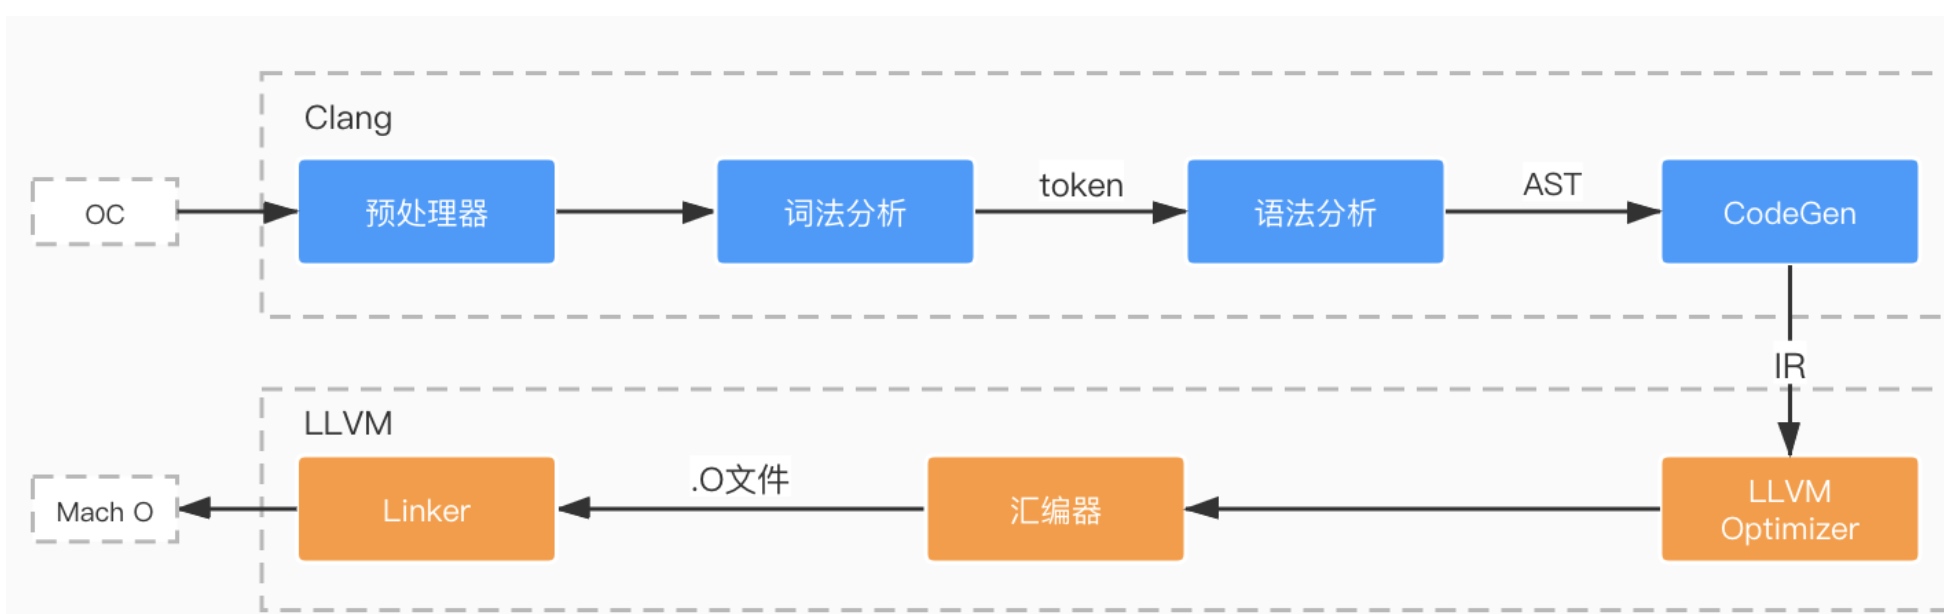 Clang
OC
预处理器
词法分析
token
语法分析
AST
CodeGen
IR
LLVM
Mach O
Linker
.O文件
汇编器
LLVM
Optimizer